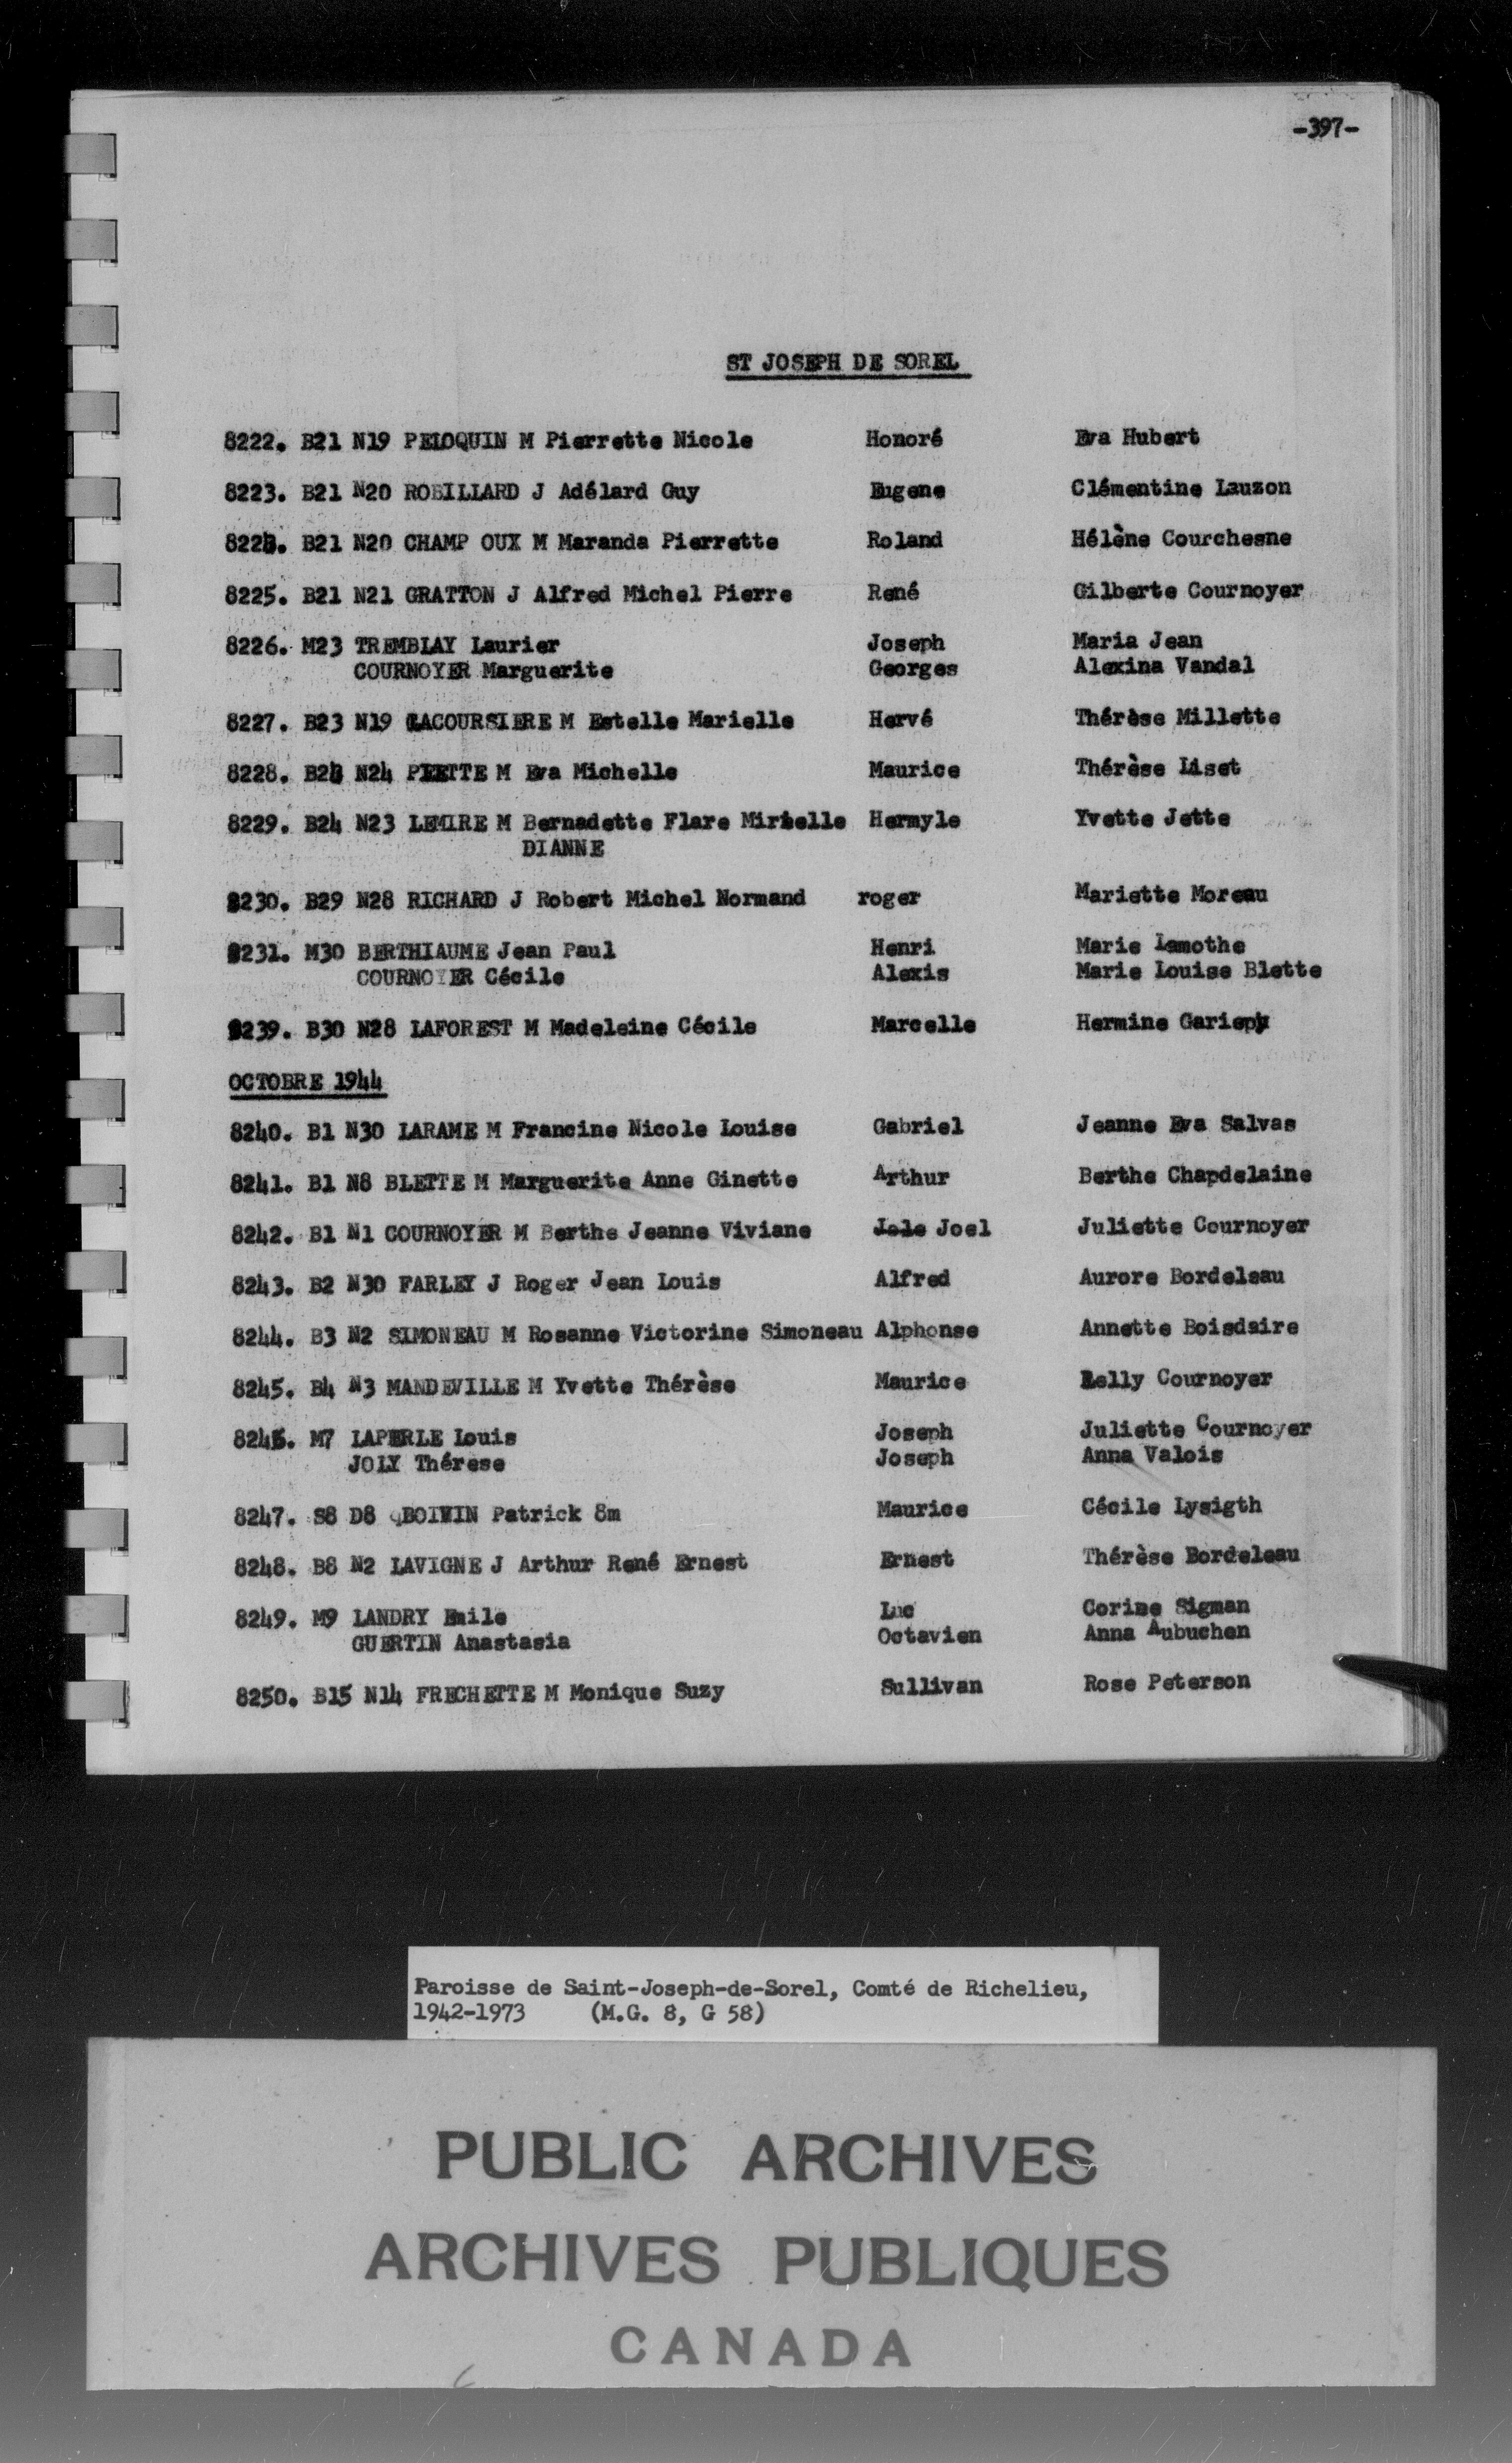 -397-
ST JOSEPH DE SOREL
8222. B21 N19 PELOQUIN M Pierrette Nicole Honoré Eva Hubert
8223. B21 N20 ROBILLARD J Adélard Guy Eugene Clémentine Lauzon
B21 N20 CHAMP OUX M Maranda Pierrette Roland Hélène Courchesne
8225. B21 N21 GRATTON J Alfred Michel Pierre René Gilberte Cournoyer
8226. M23 TREMBLAY Laurier Joseph Maria Jean
COURNOYER Marguerite Georges Alexina Vandal
8227. B23 N19 LACOURSIERE M Estelle Marielle Hervé Thérèse Millette
8228. N24 M Eva Michelle Maurice Thérèse Liset
8229. B24 N23 LEMIRE M Bernadette Flare Mirielle Hermyle Yvette Jette
DIANNE
8230. B29 N28 RICHARD J Robert Michel Normand roger Mariette Moreau
8231. M30 BERTHIAUME Jean Paul Henri Marie Lamothe
COURNOYER Cécile Alexis Marie Louise Blette
8239. B30 N28 LAFOREST M Madeleine Cécile Marcelle Hermine Gariepy
OCTOBRE 1944
8240. B1 N30 LARAME M Francine Nicole Louise Gabriel Jeanne Eva Salvas
8241. B1 N8 BLETTE M Marguerite Anne Ginette Arthur Berthe Chapdelaine
8242. B1 N1 COURNOYER M Berthe Jeanne Viviane Jole Joel Juliette Cournoyer
8243. B2 N30 FARLEY J Roger Jean Louis Alfred Aurore Bordeleau
8244. B3 N2 SIMONEAU M Rosanne Victorine Simoneau Alphonse Annette Boisdaire
8245. B4 N3 MANDEVILLE M Yvette Thérèse Maurice Relly Cournoyer
8246. M7 LAPERLE Louis Joseph Juliette Cournoyer
JOLY Thérese Joseph Anna Valois
8247. S8 D8 BOIVIN Patrick 8m Maurice Cécile Lysigth
8248. B8 N2 LAVIGNE J Arthur René Ernest Ernest Thérèse Bordeleau
8249. M9 LANDRY Emile Luc Corine Sigman
GUERTIN Anastasia Octavien Anna Aubuchen
8250. B15 N14 FRECHETTE M Monique Suzy Sullivan Rose Peterson
Paroisse de Saint-Joseph-de-Sorel, Comté de Richelieu,
1942-1973 (M.G. 8, G 58)
PUBLIC ARCHIVES
ARCHIVES PUBLIQUES
CANADA